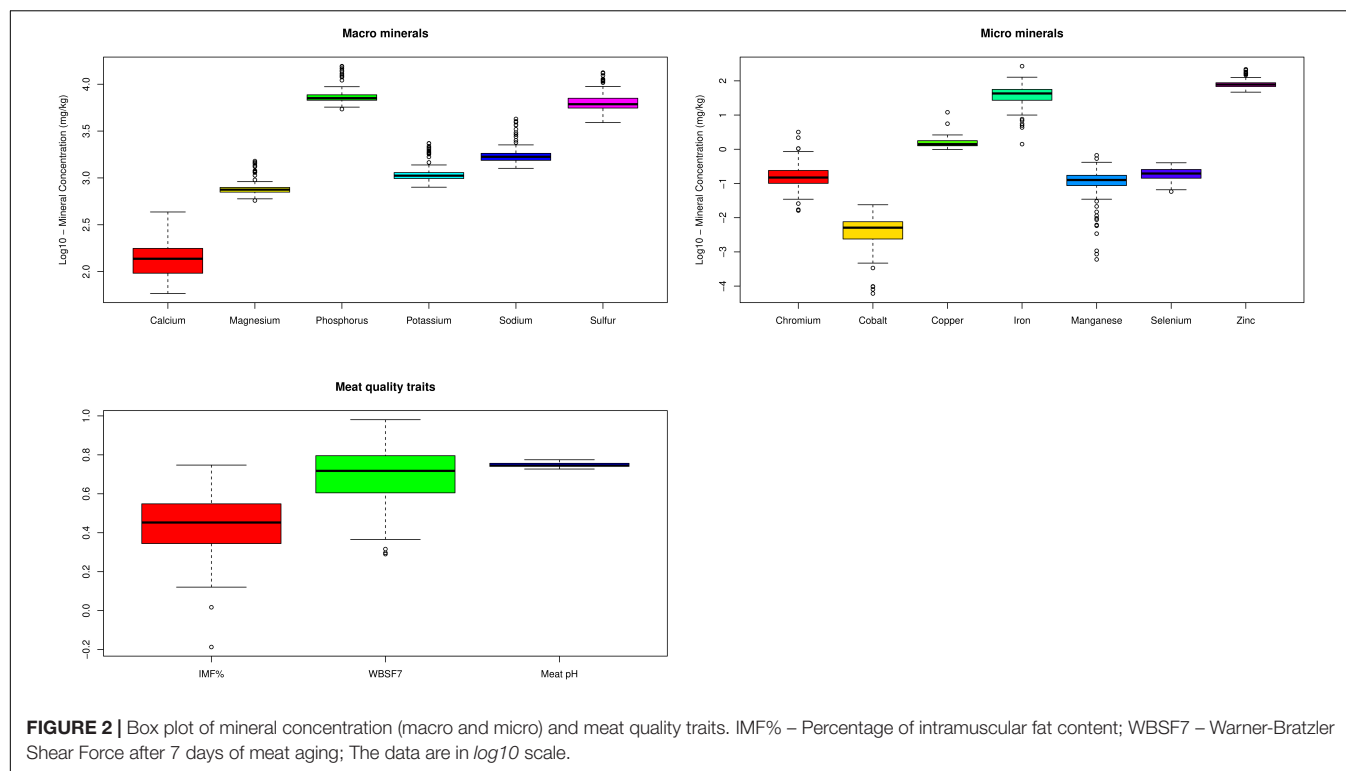 Macro minerals
Log10 – Mineral Concentration (mg/kg)
4.0
3.5
3.0
2.5
2.0
Calcium Magnesium Phosphorus Potassium Sodium Sulfur
Micro minerals
Log10 – Mineral Concentration (mg/kg)
2
1
0
−1
−2
−3
−4
Chromium Cobalt Copper Iron Manganese Selenium Zinc
Meat quality traits
1.0
0.8
0.6
0.4
0.2
0.0
−0.2
IMF% WBSF7 Meat pH
FIGURE 2 | Box plot of mineral concentration (macro and micro) and meat quality traits. IMF% – Percentage of intramuscular fat content; WBSF7 – Warner-Bratzler
Shear Force after 7 days of meat aging; The data are in log10 scale.